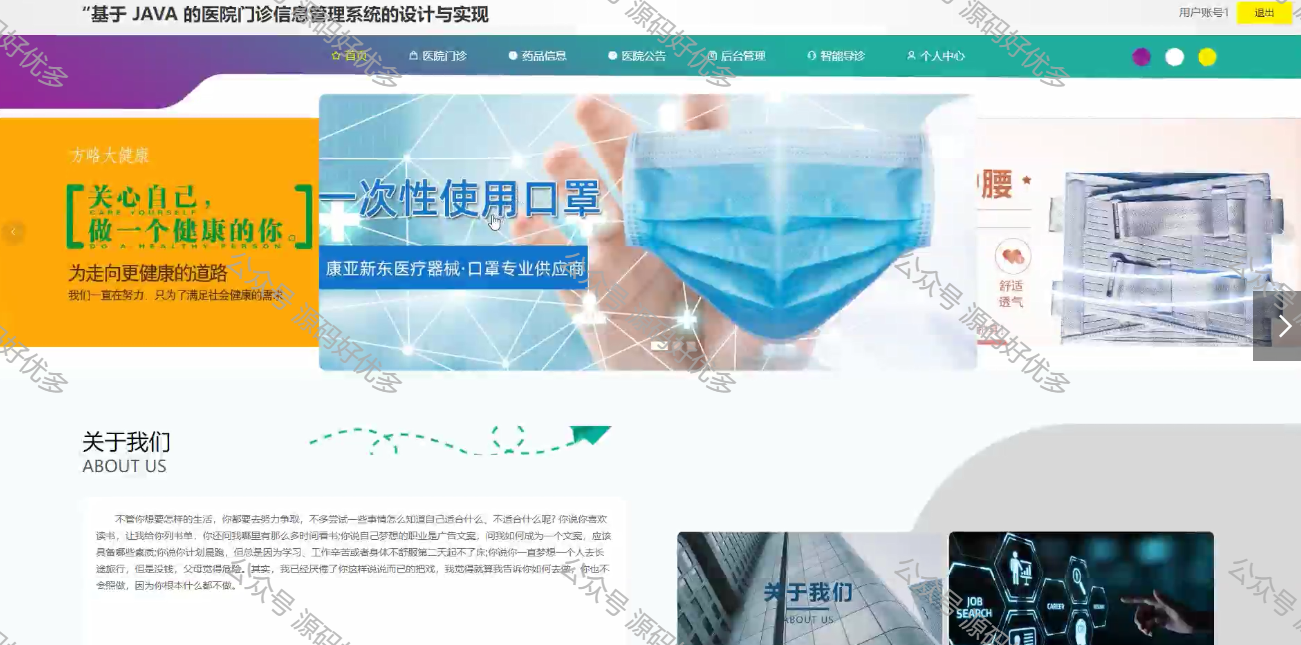 “基于 JAVA 的医院门诊信息管理系统的设计与实现
用户账号1
退出
首页
医院门诊
药品信息
医院公告
后台管理
智能导诊
个人中心
方略大健康
关心自己，
CARE YOURSELF
做一个健康的你。
DO A HEALTHY PERSON
为走向更健康的道路
我们一直在努力 只为了满足社会健康的需求
一次性使用口罩
康亚新东医疗器械·口罩专业供应商
腰
舒适
透气
关于我们
ABOUT US
不管你想要怎样的生活，你都要去努力争取，不多尝试一些事情怎么知道自己适合什么、不适合什么呢? 你说你喜欢
读书，让我给你列书单，你还问我哪里有那么多时间看书;你说自己梦想的职业是广告文案，问我如何成为一个文案，应该
具备哪些素质;你说你计划晨跑，但总是因为学习、工作辛苦或者身体不舒服第二天起不了床;你说你一直梦想一个人去长
途旅行，但是没钱，父母觉得危险。其实，我已经厌倦了你这样说说而已的把戏，我觉得就算我告诉你如何去做，你也不
会照做，因为你根本什么都不做。
关于我们
ABOUT US
JOB
SEARCH
CAREER
公众号 源码好优多
公众号 源码好优多
公众号 源码好优多